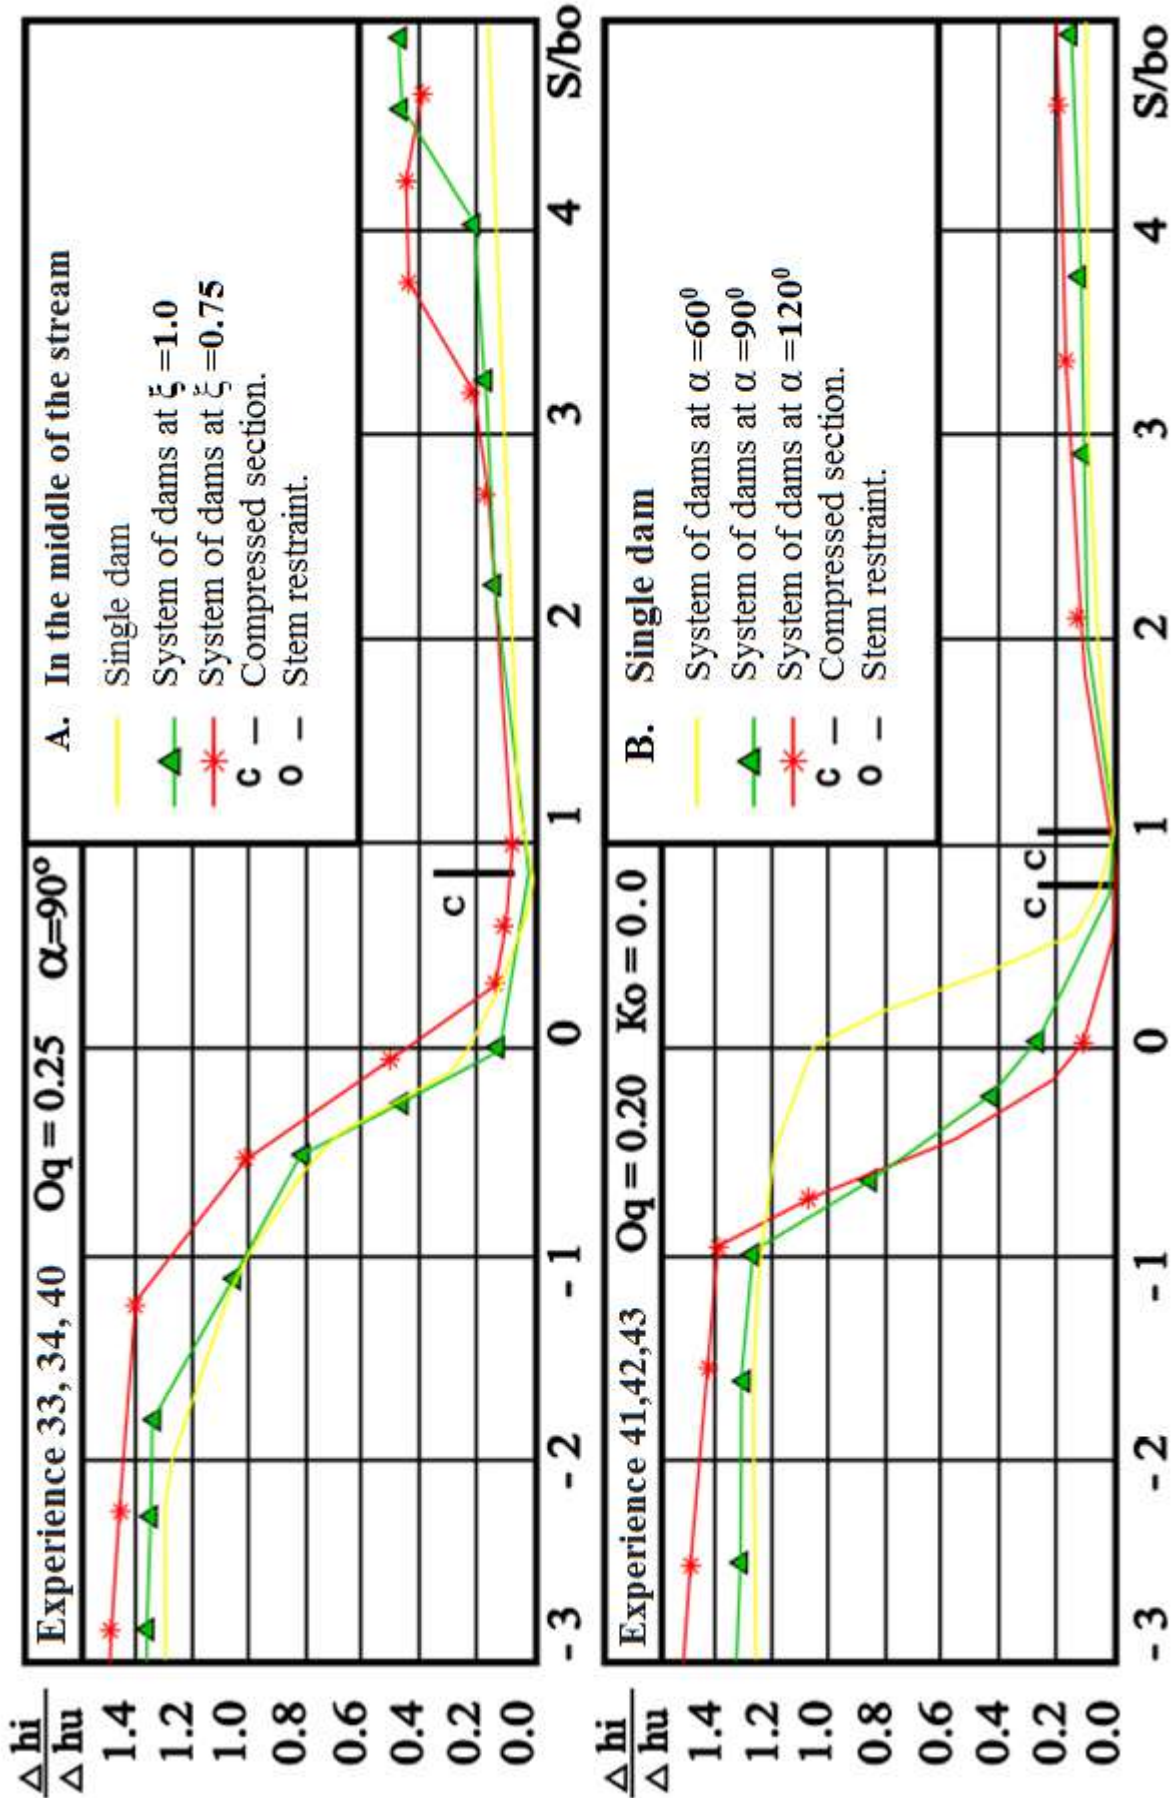 Δ hi
Δ hu
Experience 33, 34, 40 Oq = 0.25 α=90º
A. In the middle of the stream
Single dam
System of dams at ξ =1.0
System of dams at ξ =0.75
C – Compressed section.
O – Stem restraint.
1.4
1.2
1.0
0.8
0.6
0.4
0.2
0.0
C
- 3 - 2 - 1 0 1 2 3 4 S/bo
Δ hi
Δ hu
Experience 41,42,43 Oq = 0.20 Ko = 0.0
B. Single dam
System of dams at α =60⁰
System of dams at α =90⁰
System of dams at α =120⁰
C – Compressed section.
O – Stem restraint.
1.4
1.2
1.0
0.8
0.6
0.4
0.2
0.0
C C
- 3 - 2 - 1 0 1 2 3 4 S/bo